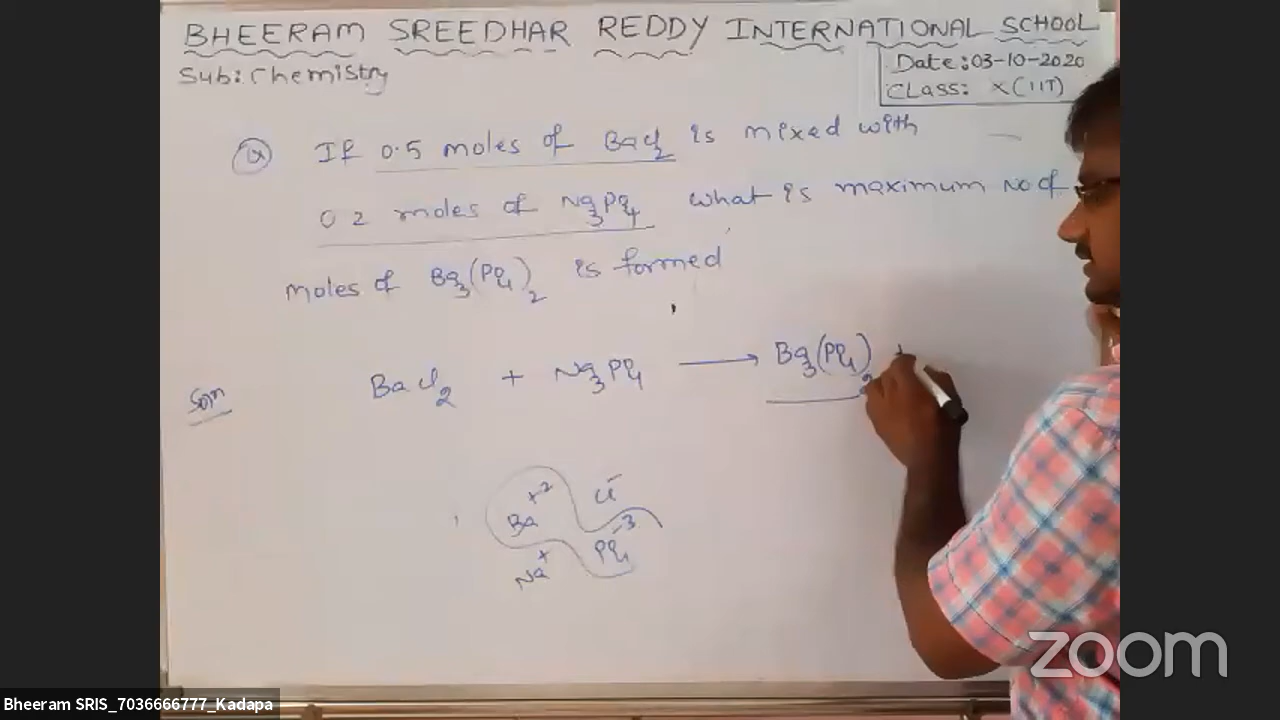 BHEERAM SREEDHAR REDDY INTERNATIONAL SCHOOL
Sub: Chemistry
Date: 03-10-2020
CLASS: X(IIT)
Q If 0.5 moles of BaCl2 is mixed with
0.2 moles of Na3PO4 what is maximum No of
moles of Ba3(PO4)2 is formed
Soln BaCl2 + Na3PO4 ⟶ Ba3(PO4)2 +
Ba+2 Cl-
Na+ PO4-3
zoom
Bheeram SRIS_7036666777_Kadapa